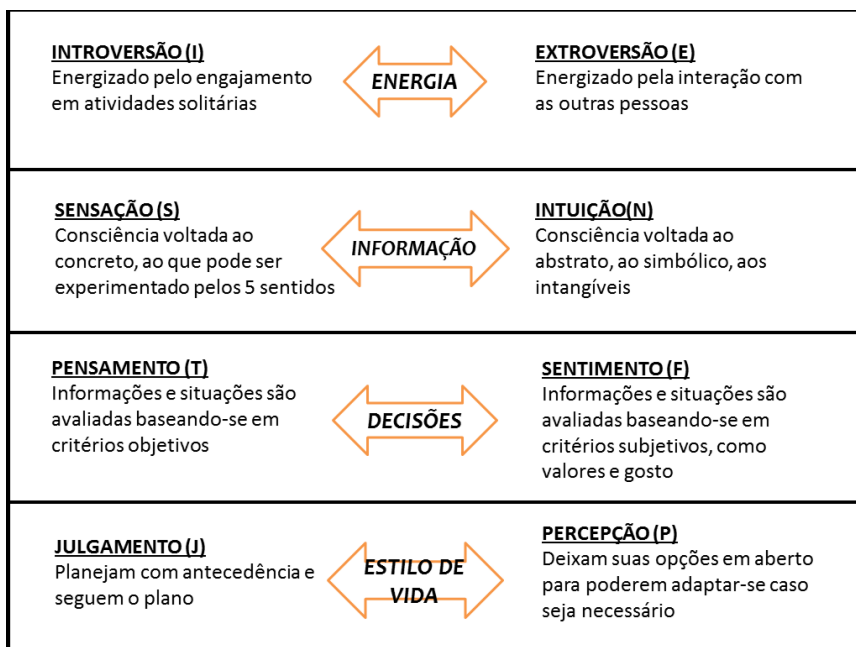 INTROVERSÃO (I)
Energizado pelo engajamento
em atividades solitárias
ENERGIA
EXTROVERSÃO (E)
Energizado pela interação com
as outras pessoas
SENSAÇÃO (S)
Consciência voltada ao
concreto, ao que pode ser
experimentado pelos 5 sentidos
INFORMAÇÃO
INTUIÇÃO(N)
Consciência voltada ao
abstrato, ao simbólico, aos
intangíveis
PENSAMENTO (T)
Informações e situações são
avaliadas baseando-se em
critérios objetivos
DECISÕES
SENTIMENTO (F)
Informações e situações são
avaliadas baseando-se em
critérios subjetivos, como
valores e gosto
JULGAMENTO (J)
Planejam com antecedência e
seguem o plano
ESTILO DE
VIDA
PERCEPÇÃO (P)
Deixam suas opções em aberto
para poderem adaptar-se caso
seja necessário